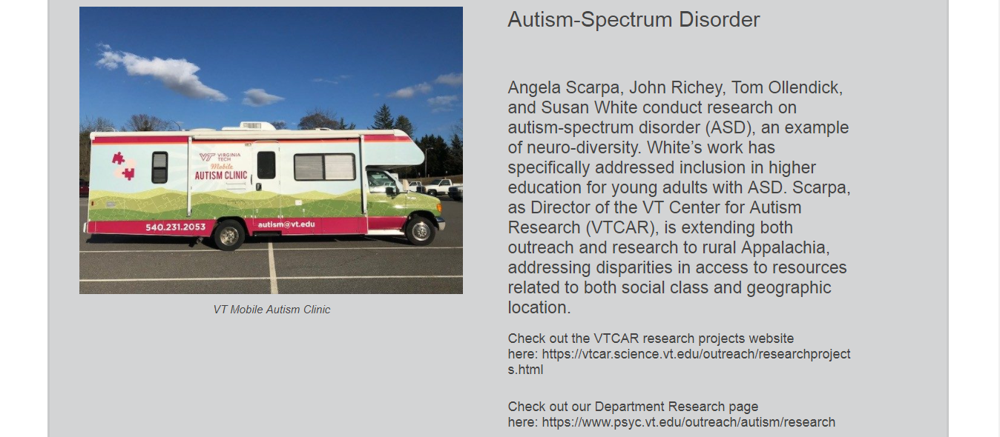 Autism-Spectrum Disorder
VT VIRGINIA
TECH
Mobile
AUTISM CLINIC
540.231.2053
autism@vt.edu
VT Mobile Autism Clinic
Angela Scarpa, John Richey, Tom Ollendick,
and Susan White conduct research on
autism-spectrum disorder (ASD), an example
of neuro-diversity. White’s work has
specifically addressed inclusion in higher
education for young adults with ASD. Scarpa,
as Director of the VT Center for Autism
Research (VTCAR), is extending both
outreach and research to rural Appalachia,
addressing disparities in access to resources
related to both social class and geographic
location.
Check out the VTCAR research projects website
here: https://vtcar.science.vt.edu/outreach/researchproject
s.html
Check out our Department Research page
here: https://www.psyc.vt.edu/outreach/autism/research